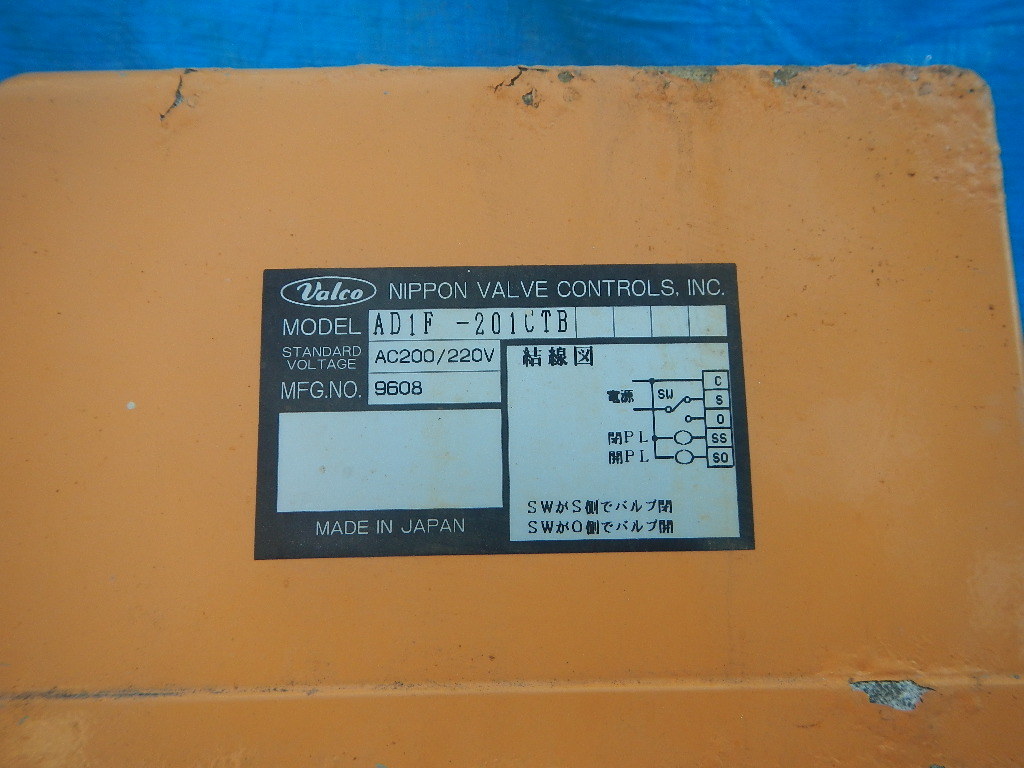 Valco NIPPON VALVE CONTROLS, INC.
MODEL AD1F -201CTB
STANDARD VOLTAGE AC200/220V
MFG.NO. 9608
MADE IN JAPAN
結線図
電源
SW
C
S
O
閉PL
SS
開PL
SO
SWがS側でバルブ閉
SWがO側でバルブ開